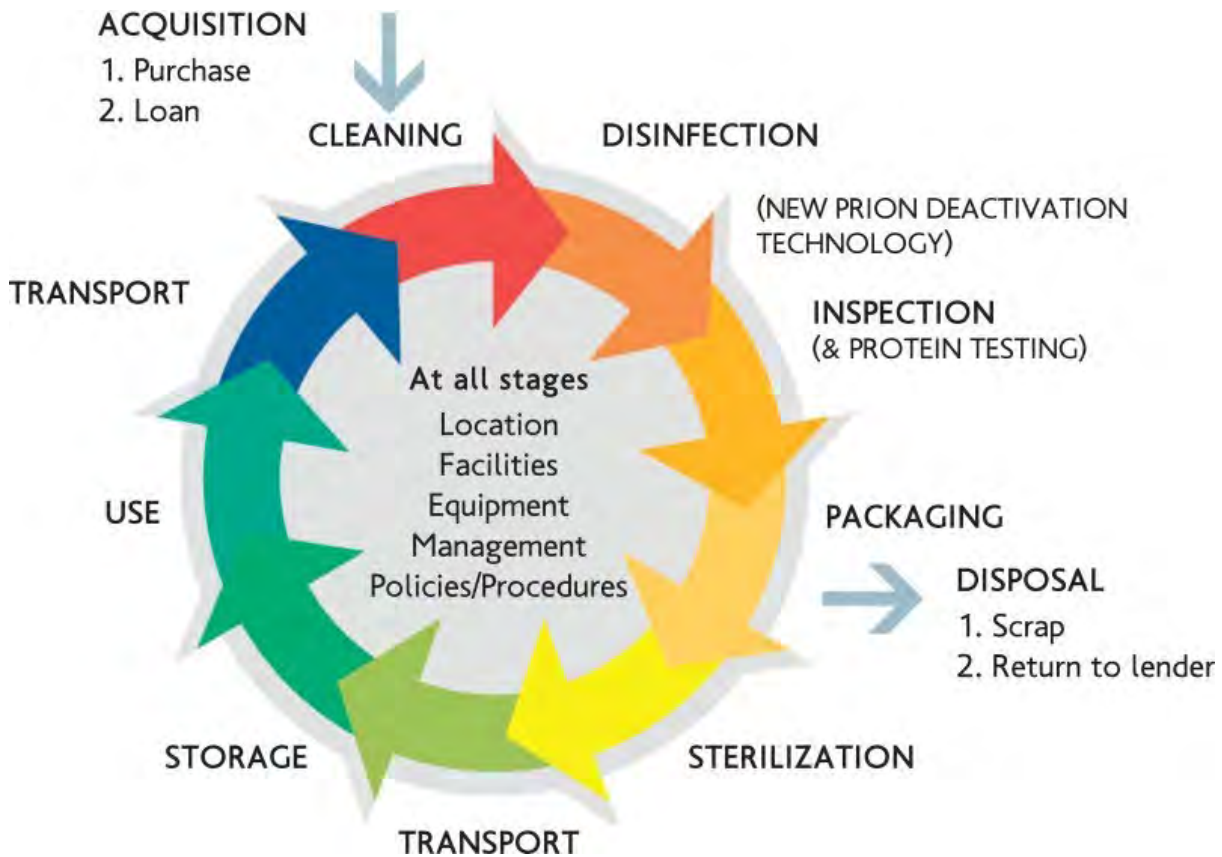 ACQUISITION
1. Purchase
2. Loan
CLEANING
DISINFECTION
(NEW PRION DEACTIVATION
TECHNOLOGY)
TRANSPORT
INSPECTION
(& PROTEIN TESTING)
At all stages
Location
Facilities
Equipment
Management
Policies/Procedures
USE
PACKAGING
DISPOSAL
1. Scrap
2. Return to lender
STORAGE
STERILIZATION
TRANSPORT